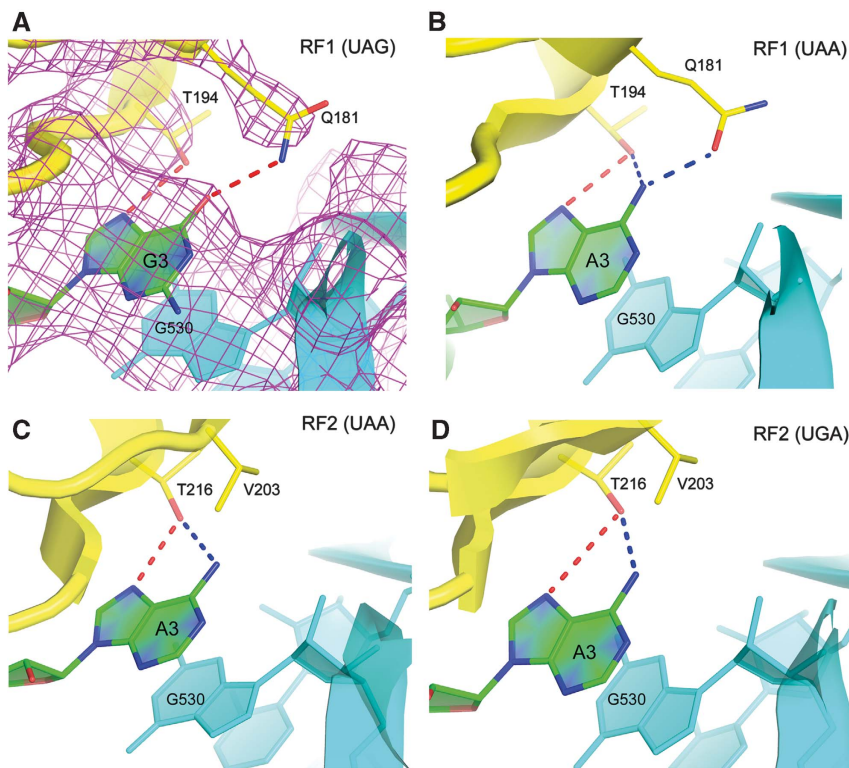 A
RF1 (UAG)
T194
Q181
G3
G530
B
RF1 (UAA)
Q181
T194
A3
G530
C
RF2 (UAA)
T216
V203
A3
G530
D
RF2 (UGA)
T216
V203
A3
G530